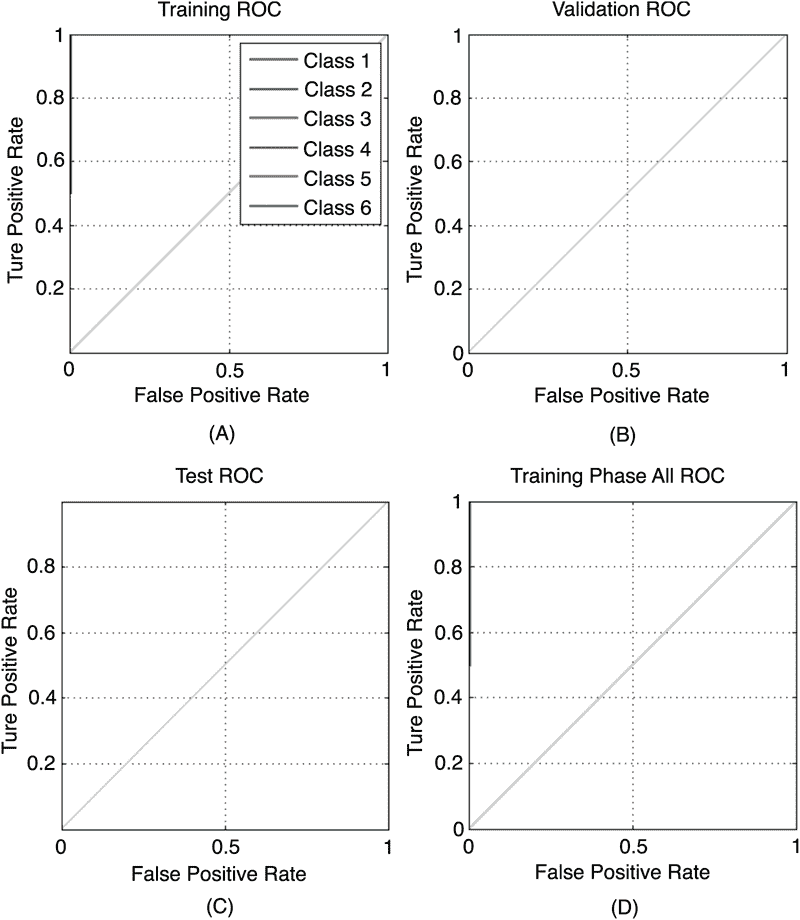 Training ROC
1
0.8
0.6
0.4
0.2
0
0.5
1
Ture Positive Rate
False Positive Rate
Class 1
Class 2
Class 3
Class 4
Class 5
Class 6
(A)
Validation ROC
1
0.8
0.6
0.4
0.2
0
0
0.5
1
Ture Positive Rate
False Positive Rate
(B)
Test ROC
0.8
0.6
0.4
0.2
0
0.5
1
Ture Positive Rate
False Positive Rate
(C)
Training Phase All ROC
1
0.8
0.6
0.4
0.2
0
0
0.5
1
Ture Positive Rate
False Positive Rate
(D)